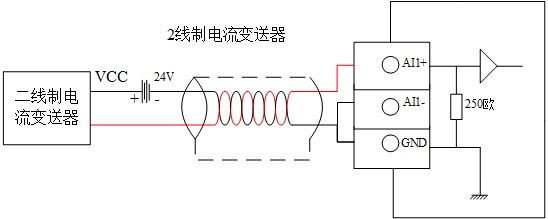 2线制电流变送器
VCC
24V
+
-
二线制电
流变送器
AI1+
AI1-
GND
250欧